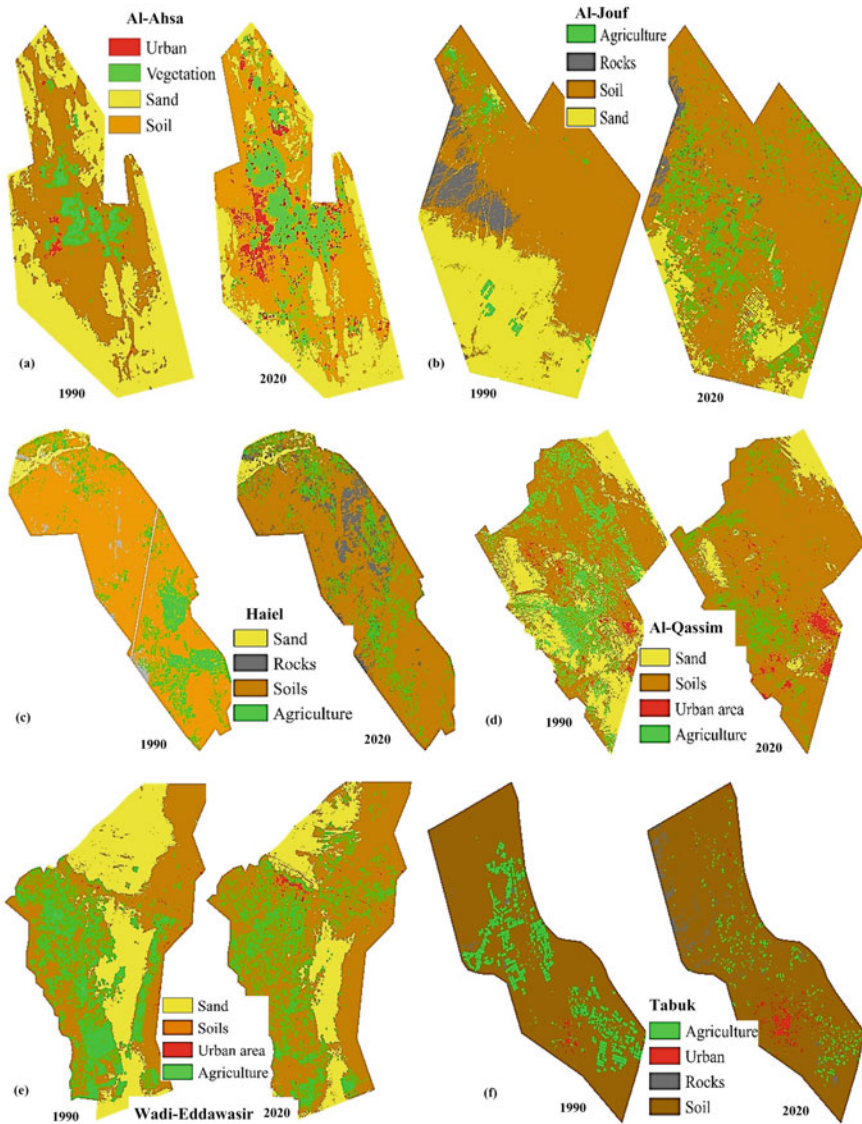 Al-Ahsa
Urban
Vegetation
Sand
Soil
(a)
1990
2020
Al-Jouf
Agriculture
Rocks
Soil
Sand
(b)
1990
2020
Haiel
Sand
Rocks
Soils
Agriculture
(c)
1990
2020
Al-Qassim
Sand
Soils
Urban area
Agriculture
(d)
1990
2020
Sand
Soils
Urban area
Agriculture
(e)
1990
Wadi-Eddawasir
2020
Tabuk
Agriculture
Urban
Rocks
Soil
(f)
1990
2020